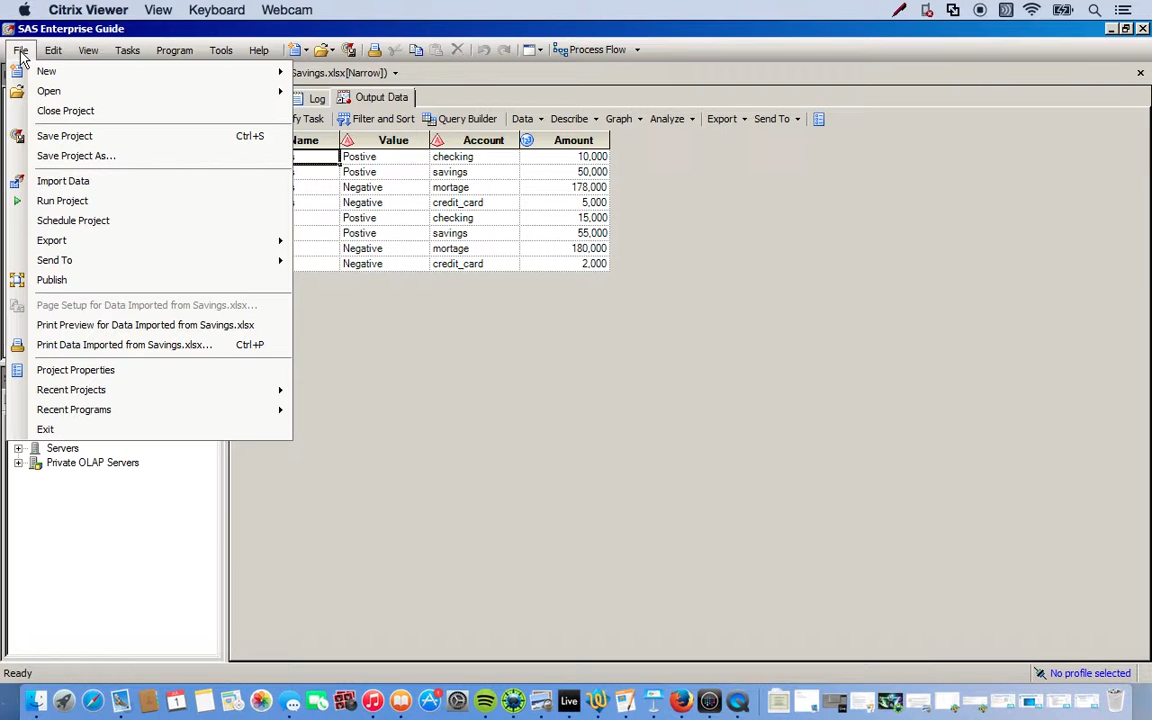 Citrix Viewer View Keyboard Webcam
SAS Enterprise Guide
File Edit View Tasks Program Tools Help Process Flow
New
Open
Close Project
Save Project Ctrl+S
Save Project As...
Import Data
Run Project
Schedule Project
Export
Send To
Publish
Page Setup for Data Imported from Savings.xlsx...
Print Preview for Data Imported from Savings.xlsx
Print Data Imported from Savings.xlsx... Ctrl+P
Project Properties
Recent Projects
Recent Programs
Exit
Servers
Private OLAP Servers
Savings.xlsx[Narrow])
Log Output Data
Task Filter and Sort Query Builder Data Describe Graph Analyze Export Send To
Name Value Account Amount
Postive checking 10,000
Postive savings 50,000
Negative mortage 178,000
Negative credit_card 5,000
Postive checking 15,000
Postive savings 55,000
Negative mortage 180,000
Negative credit_card 2,000
Ready No profile selected
1 Live